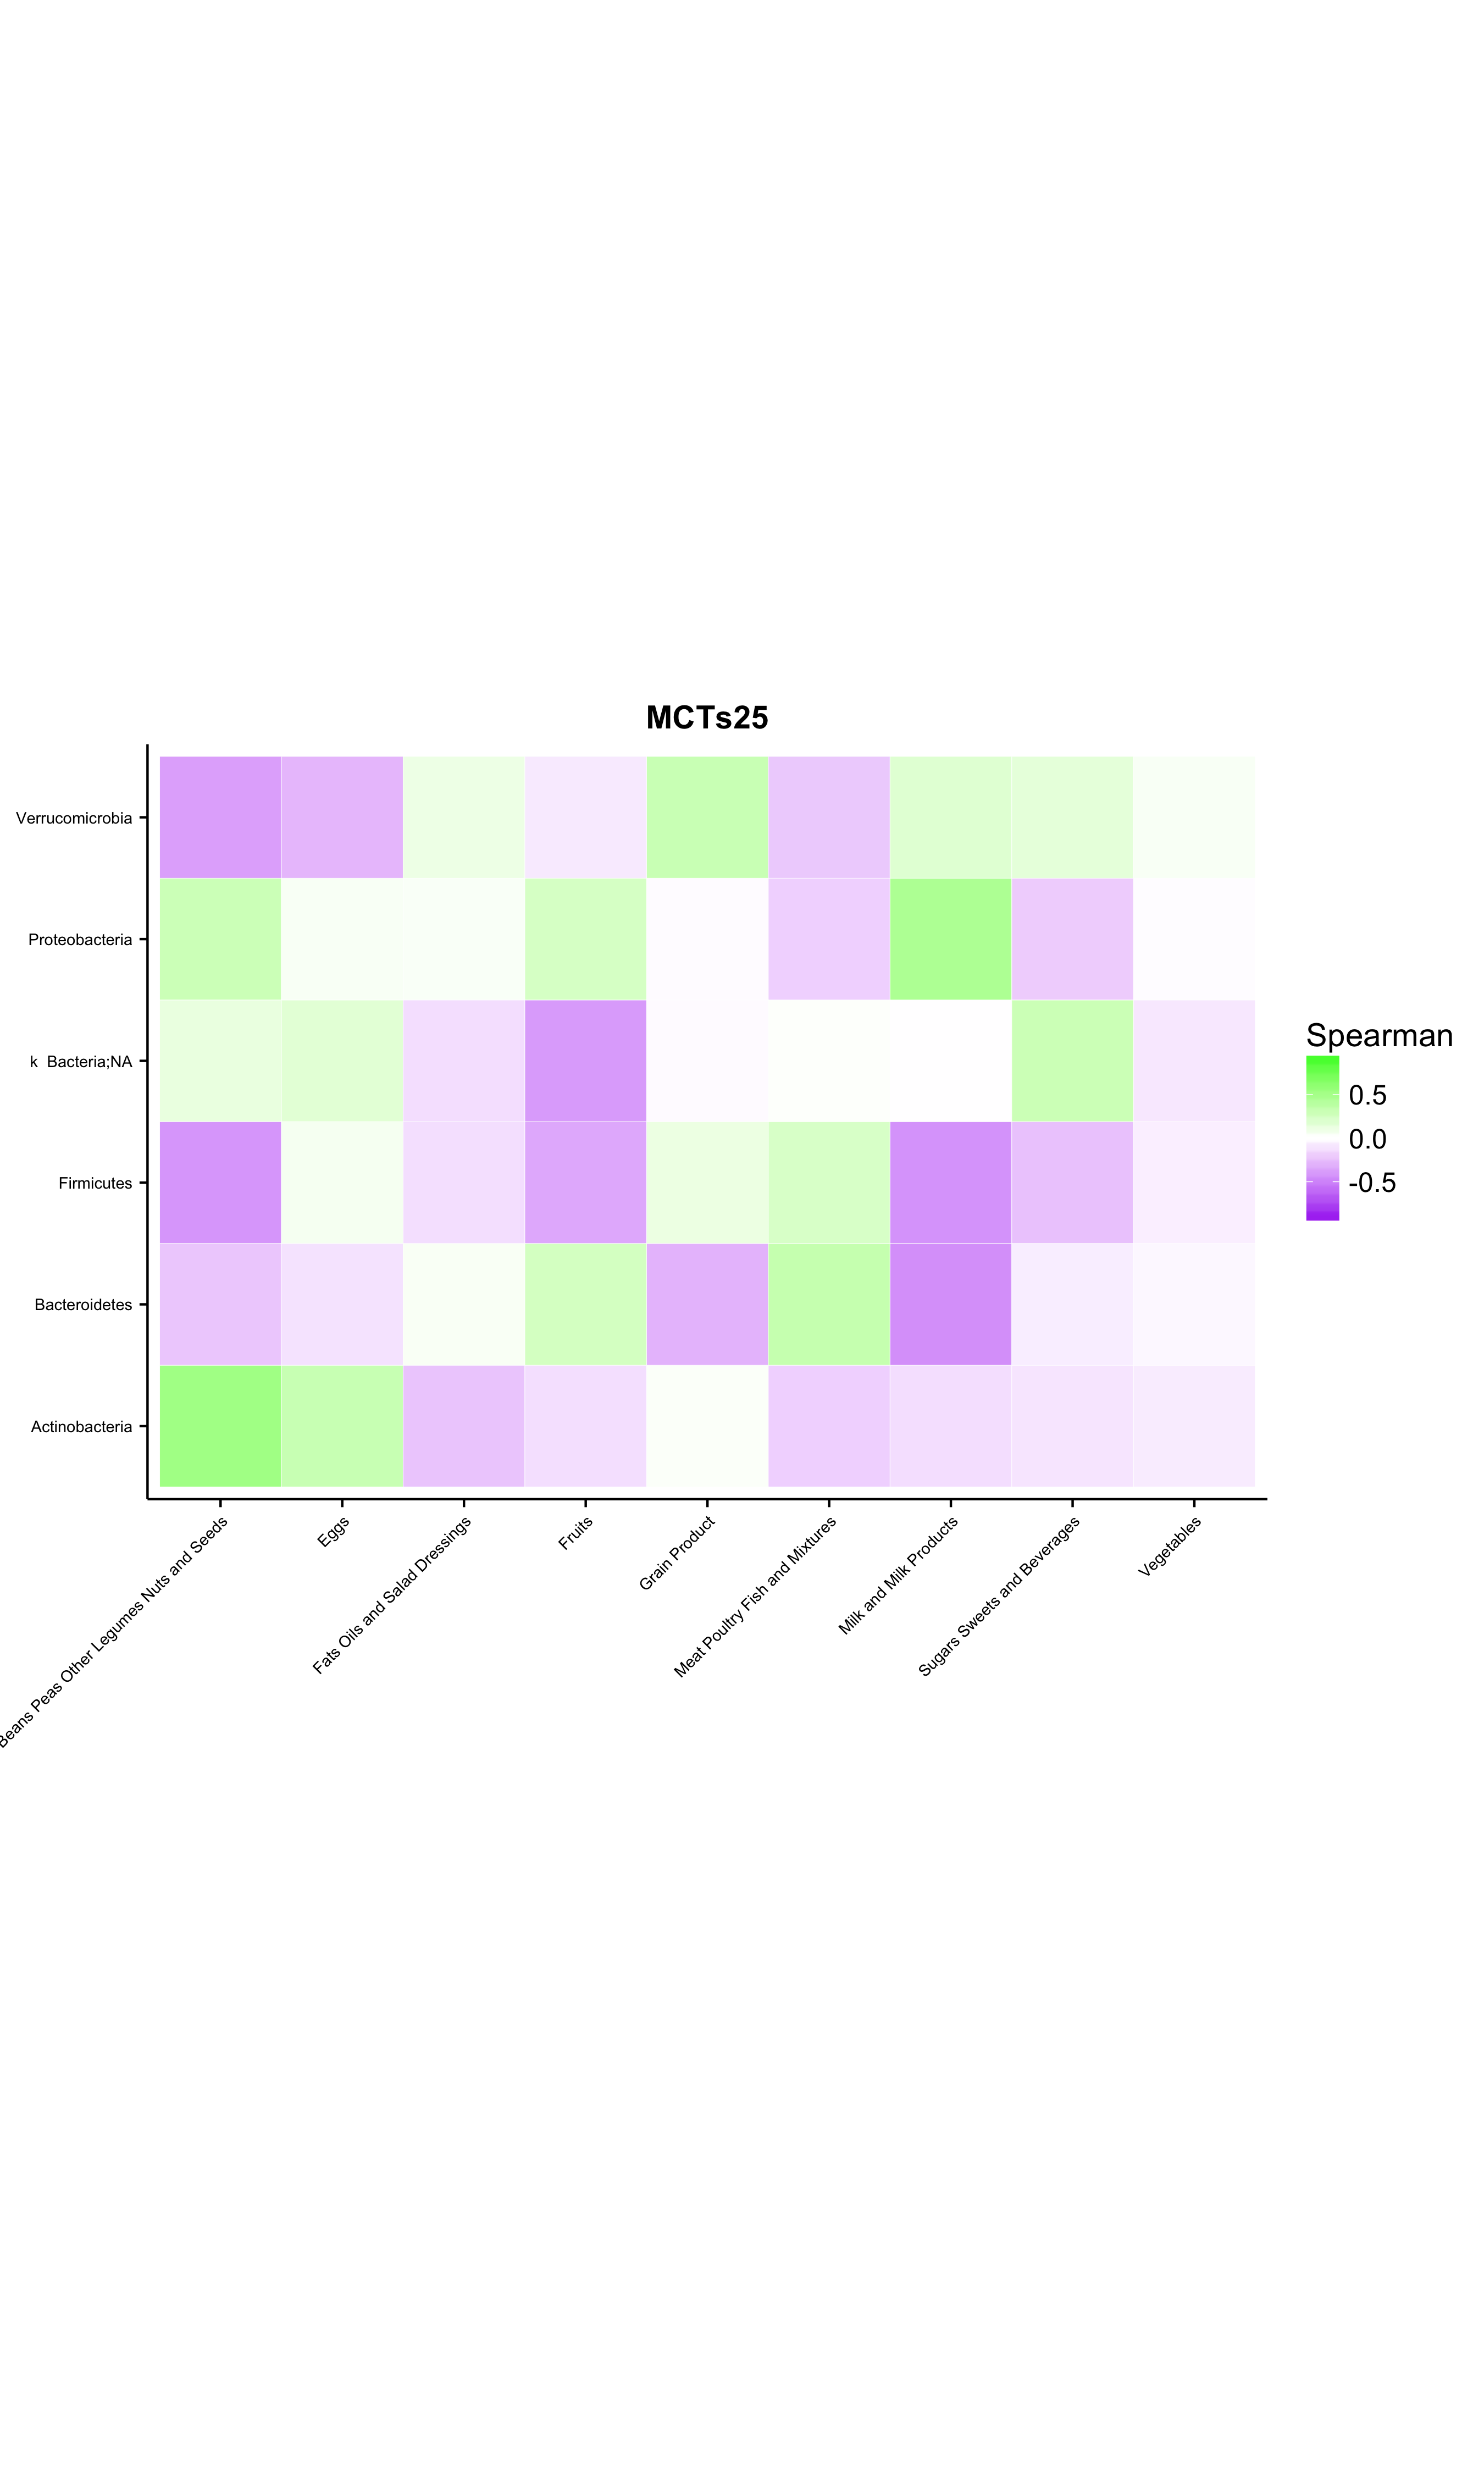 MCTs25
Verrucomicrobia
Proteobacteria
k Bacteria;NA
Firmicutes
Bacteroidetes
Actinobacteria
Beans Peas Other Legumes Nuts and Seeds
Eggs
Fats Oils and Salad Dressings
Fruits
Grain Product
Meat Poultry Fish and Mixtures
Milk and Milk Products
Sugars Sweets and Beverages
Vegetables
Spearman
0.5
0.0
-0.5